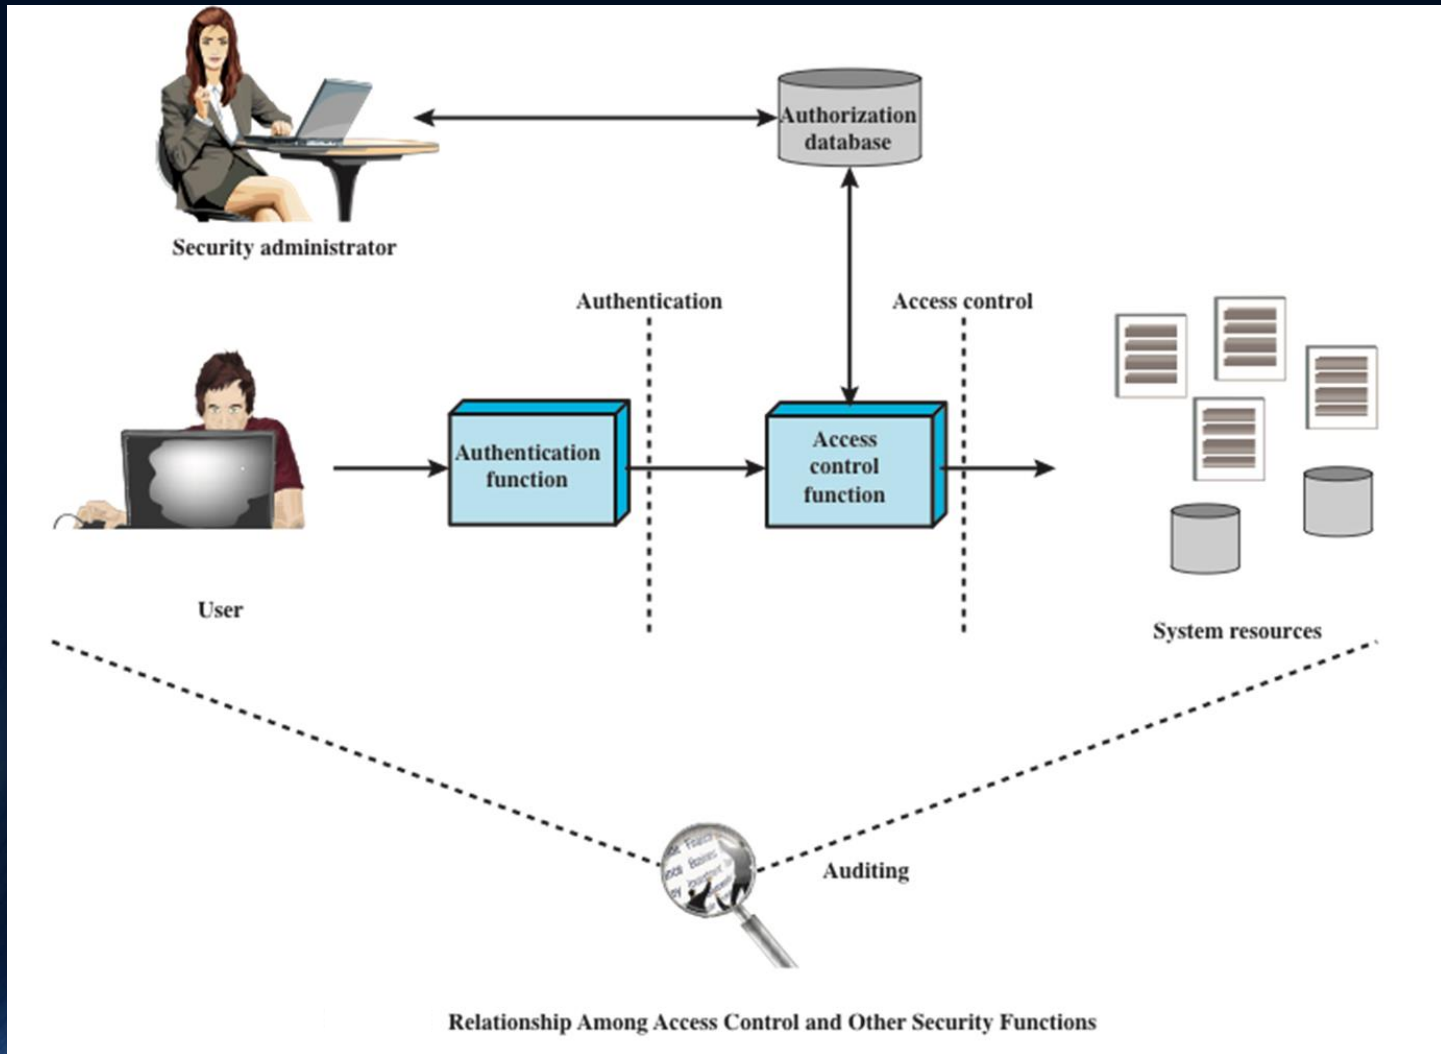 Authorization
database
Security administrator
Authentication
Access control
Authentication
function
Access
control
function
User
System resources
Auditing
Relationship Among Access Control and Other Security Functions